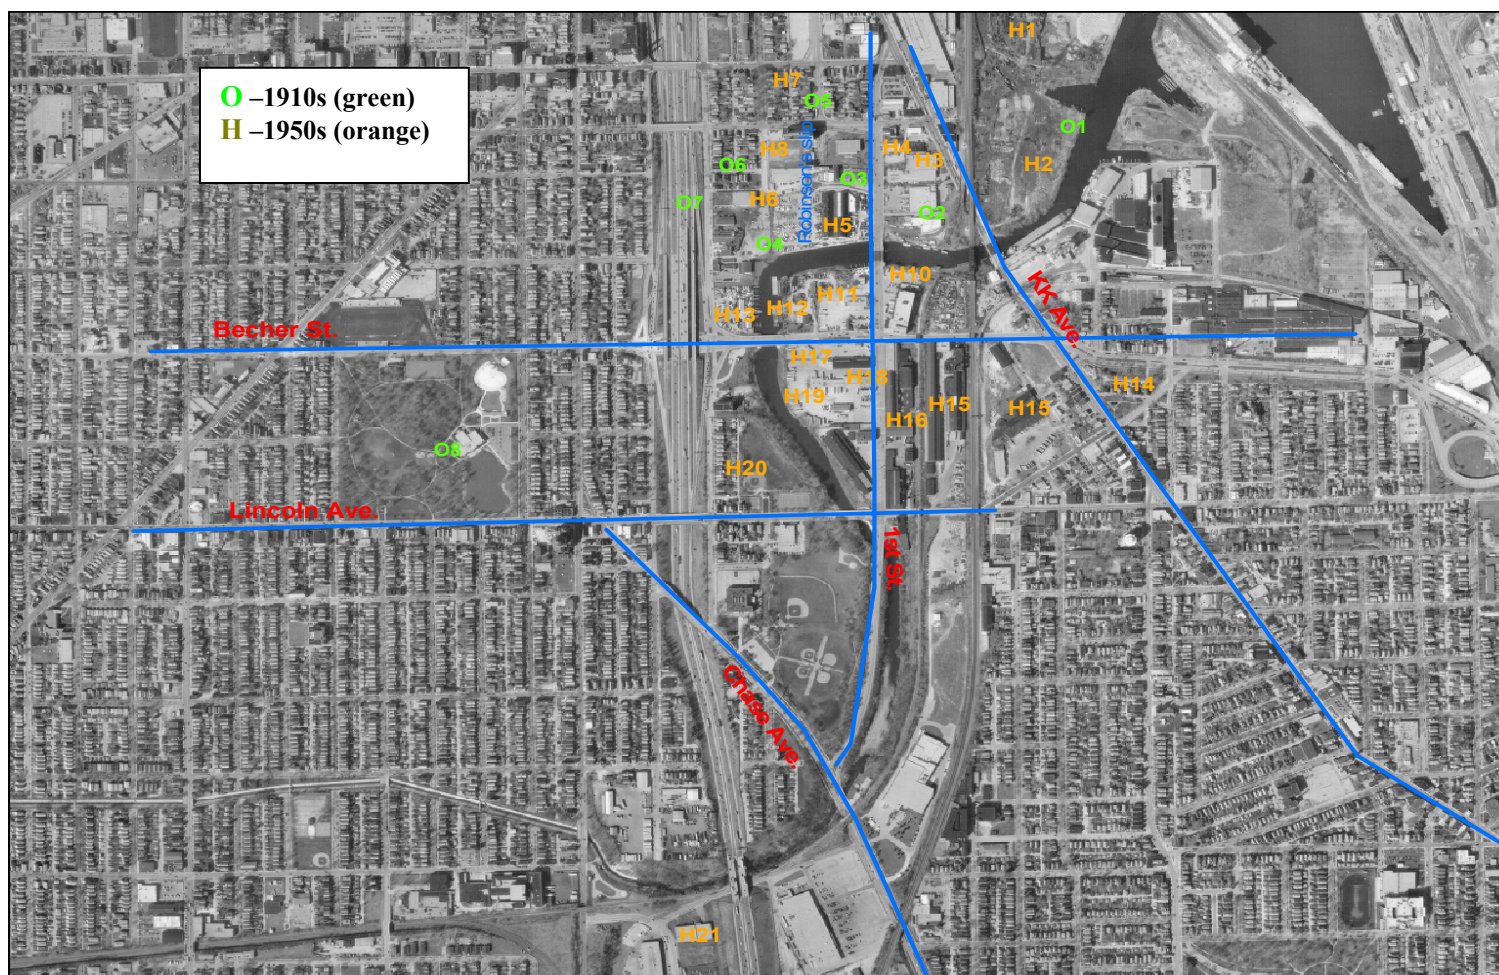 O –1910s (green)
H –1950s (orange)
H1
H7
O5
O1
H8
H4
H3
O6
H2
O3
O7
H6
Robinson's slip
H5
O2
O4
H10
H11
KK Ave.
H12
H13
Becher St.
H17
H18
H14
H19
H15
H15
H16
O8
H20
Lincoln Ave.
1st St.
Chase Ave.
H21